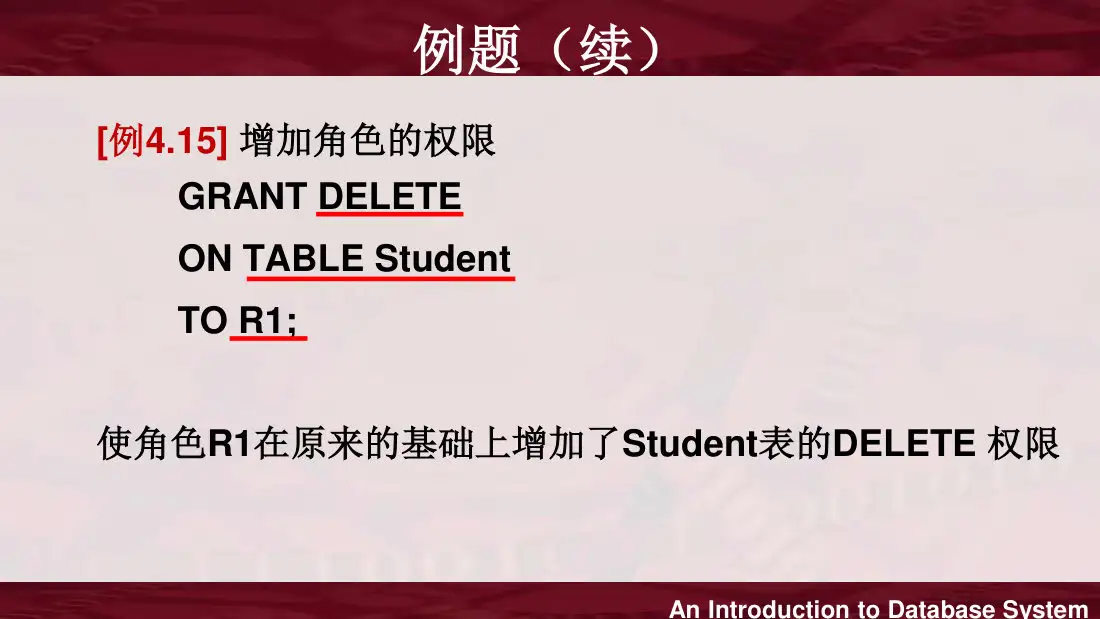 例题（续）
[例4.15] 增加角色的权限
GRANT DELETE
ON TABLE Student
TO R1;
使角色R1在原来的基础上增加了Student表的DELETE 权限
An Introduction to Database System